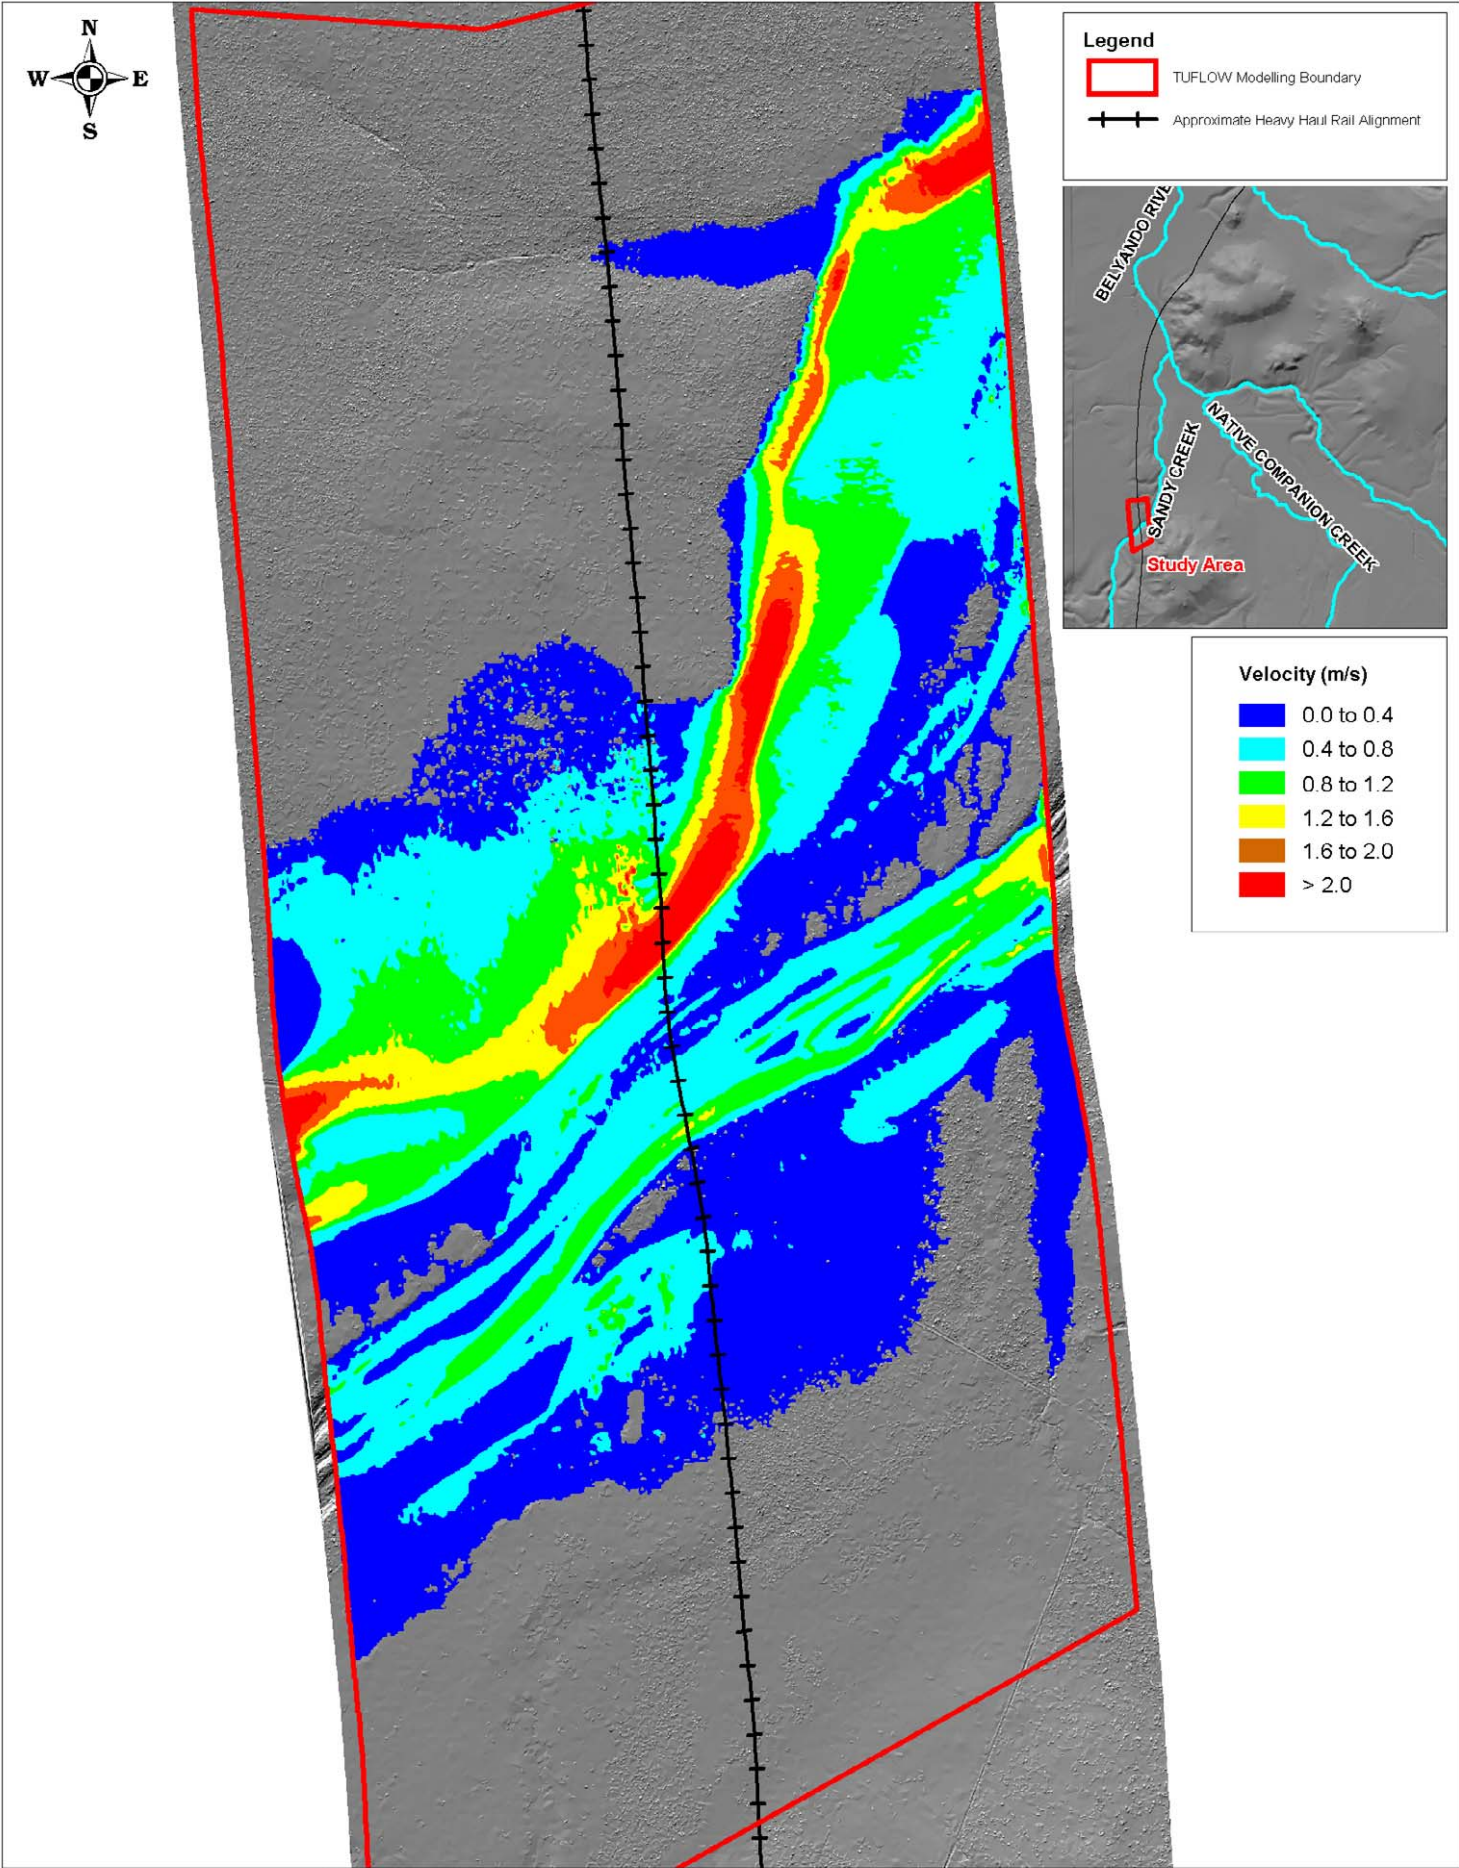 N
W E
S
Legend
TUFLOW Modelling Boundary
Approximate Heavy Haul Rail Alignment
BELYANDO RIVE
SANDY CREEK
NATIVE COMPANION CREEK
Study Area
Velocity (m/s)
0.0 to 0.4
0.4 to 0.8
0.8 to 1.2
1.2 to 1.6
1.6 to 2.0
> 2.0